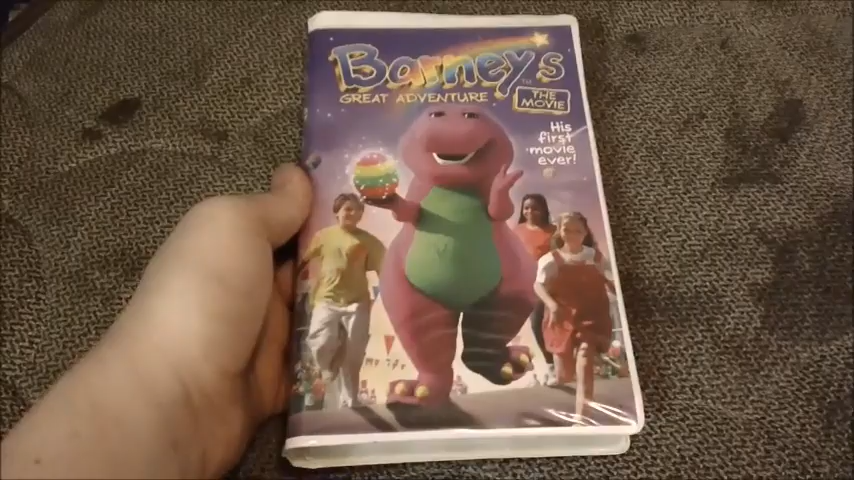 Barney's
GREAT ADVENTURE
THE
MOVIE
His
first
movie
ever!